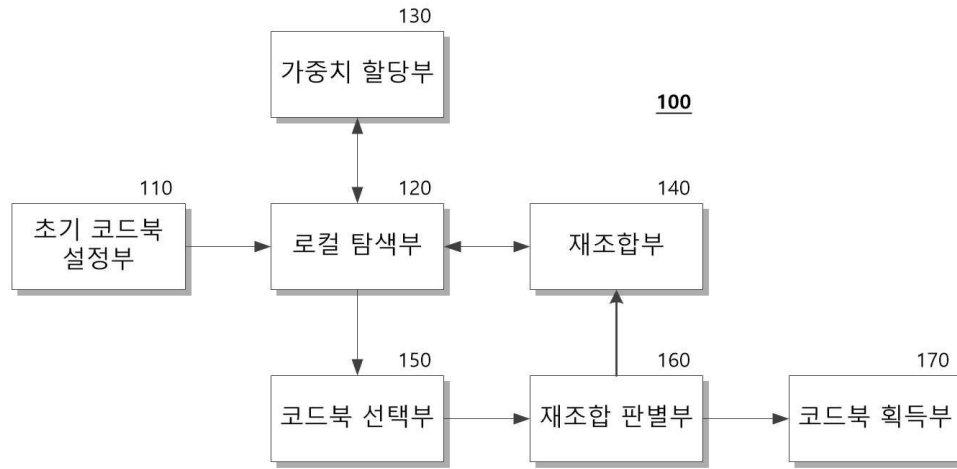 130
가중치 할당부
100
110
초기 코드북
설정부
120
로컬 탐색부
140
재조합부
150
코드북 선택부
160
재조합 판별부
170
코드북 획득부